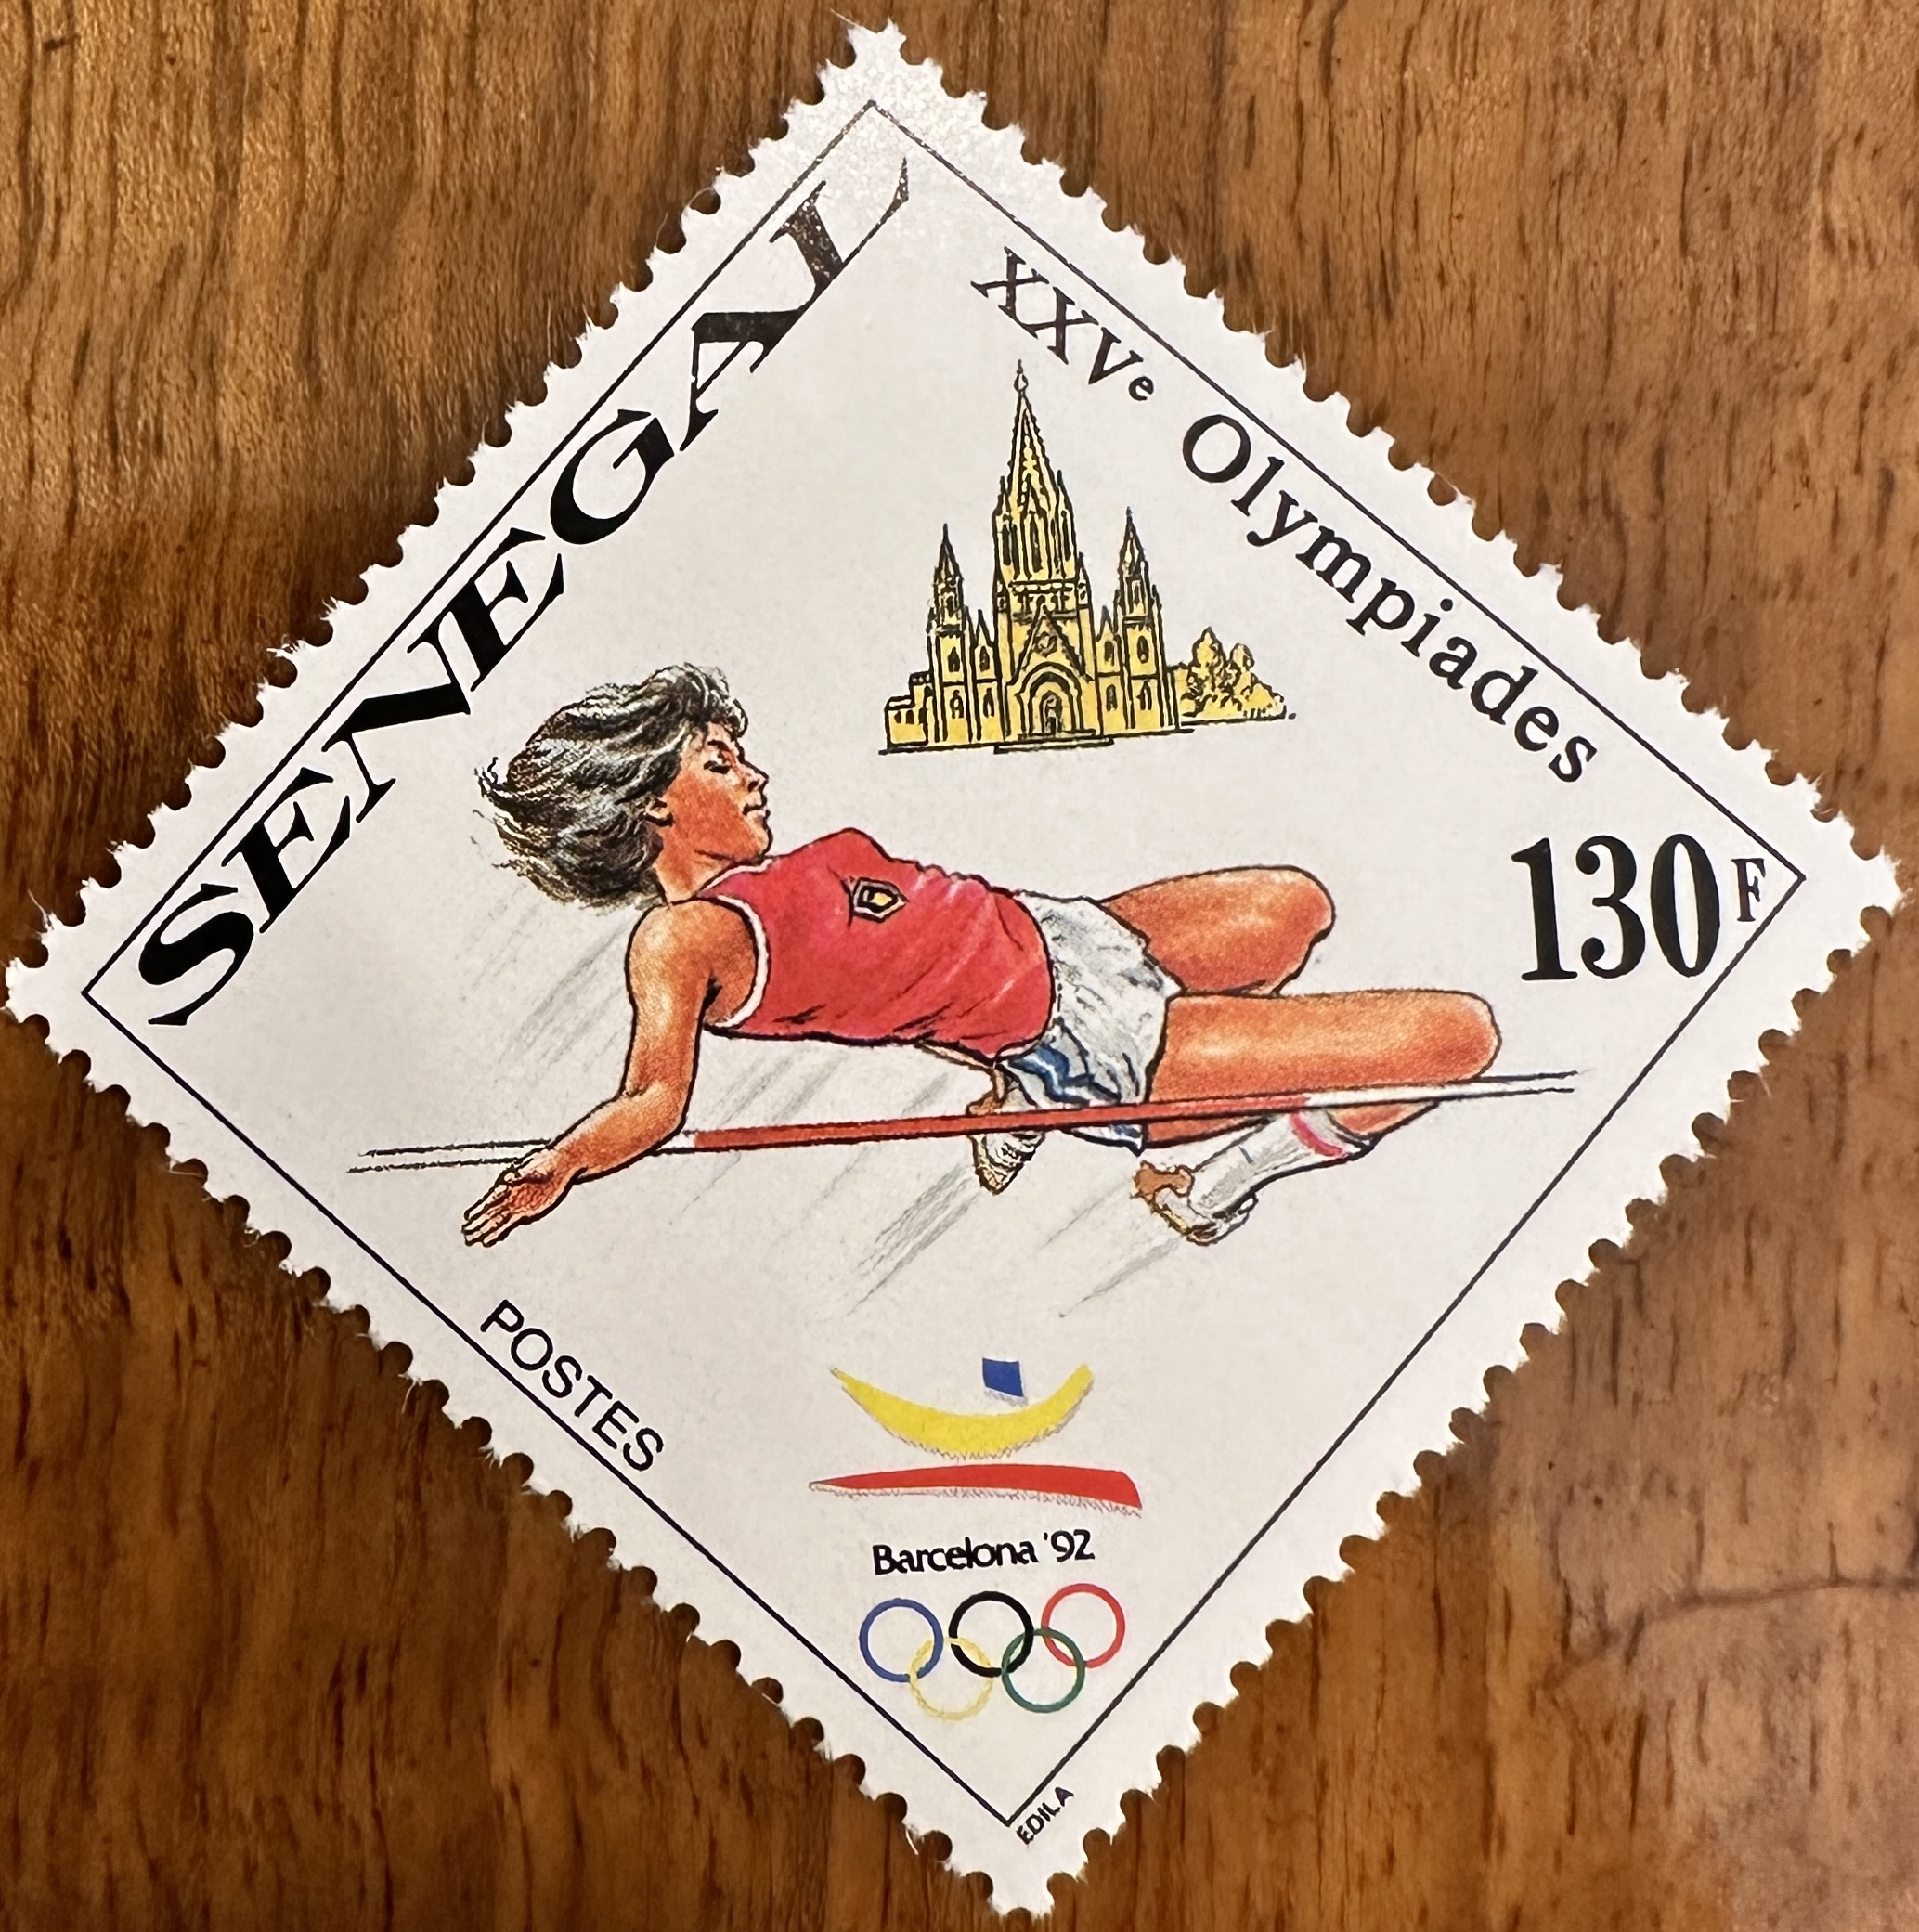 SENEGAL
XXVe Olympiades
130F
POSTES
Barcelona '92
EDILA